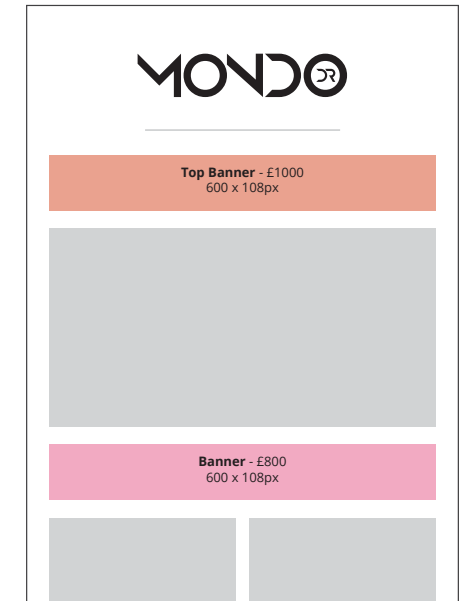 MONDO DR
Top Banner - £1000
600 x 108px
Banner - £800
600 x 108px